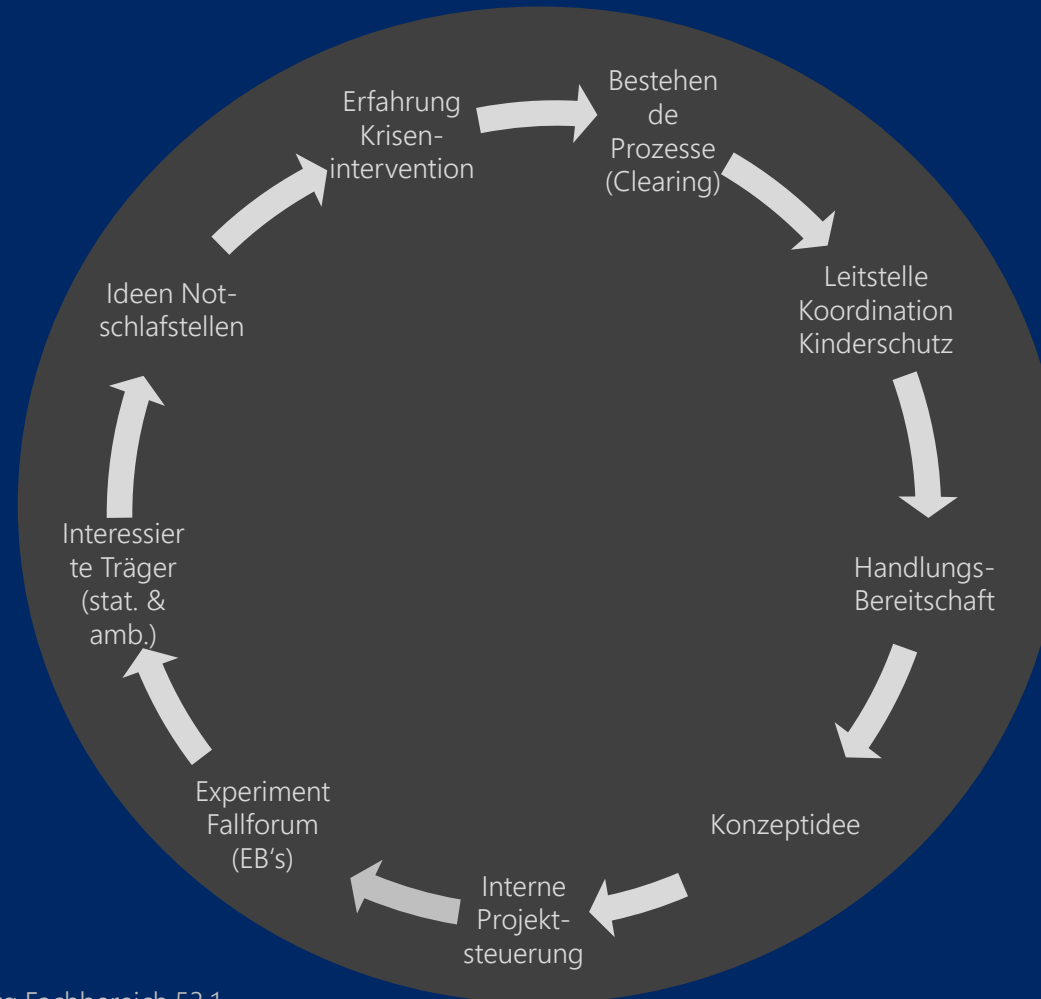 Erfahrung
Krisen-
intervention
Bestehen
de
Prozesse
(Clearing)
Leitstelle
Koordination
Kinderschutz
Handlungs-
Bereitschaft
Konzeptidee
Interne
Projekt-
steuerung
Experiment
Fallforum
(EB‘s)
Interessier
te Träger
(stat. &
amb.)
Ideen Not-
schlafstellen
Fachbereich 52.1